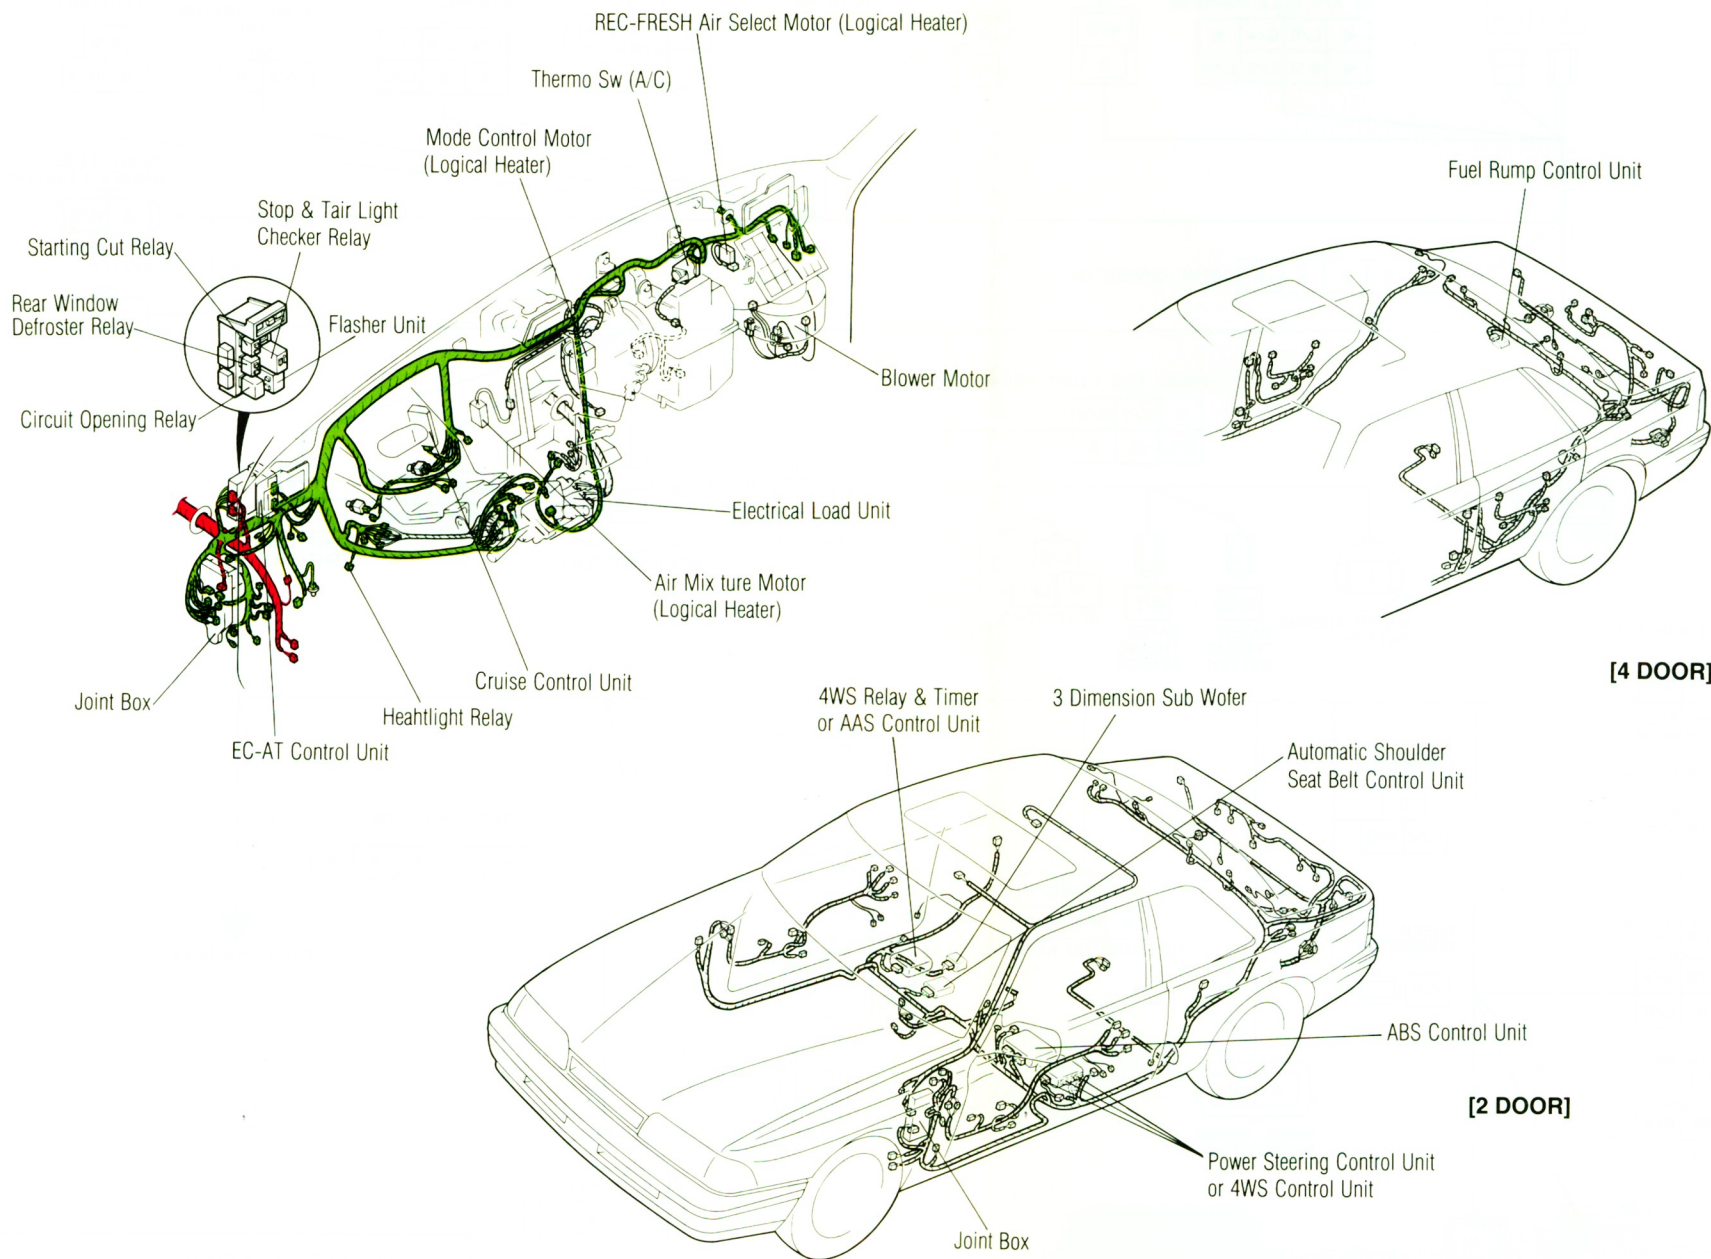 REC-FRESH Air Select Motor (Logical Heater)
Thermo Sw (A/C)
Mode Control Motor
(Logical Heater)
Stop & Tair Light
Checker Relay
Starting Cut Relay
Rear Window
Defroster Relay
Flasher Unit
Circuit Opening Relay
Blower Motor
Electrical Load Unit
Air Mix ture Motor
(Logical Heater)
Cruise Control Unit
Joint Box
Heahtlight Relay
EC-AT Control Unit
Fuel Rump Control Unit
[4 DOOR]
4WS Relay & Timer
or AAS Control Unit
3 Dimension Sub Wofer
Automatic Shoulder
Seat Belt Control Unit
ABS Control Unit
[2 DOOR]
Power Steering Control Unit
or 4WS Control Unit
Joint Box